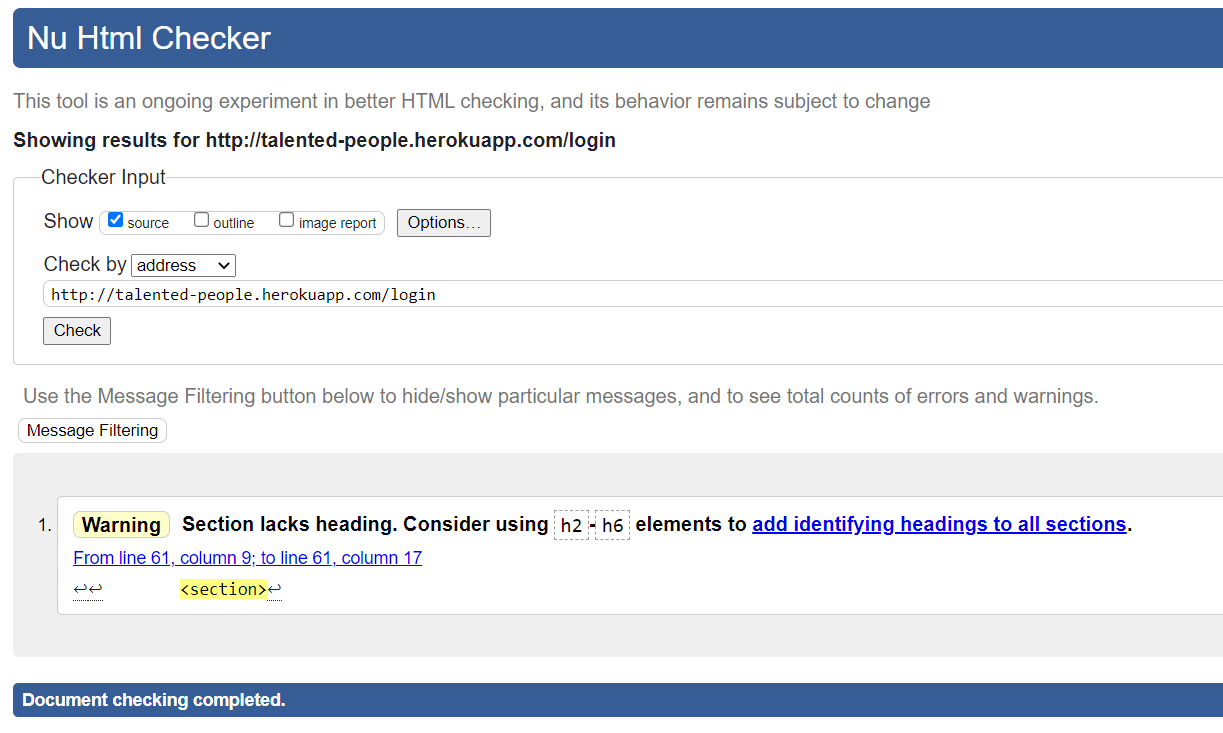 Nu Html Checker
This tool is an ongoing experiment in better HTML checking, and its behavior remains subject to change
Showing results for http://talented-people.herokuapp.com/login
Checker Input
Show source outline image report Options…
Check by address
http://talented-people.herokuapp.com/login
Check
Use the Message Filtering button below to hide/show particular messages, and to see total counts of errors and warnings.
Message Filtering
1. Warning Section lacks heading. Consider using h2-h6 elements to add identifying headings to all sections.
From line 61, column 9; to line 61, column 17
↩↩ <section>↩
Document checking completed.